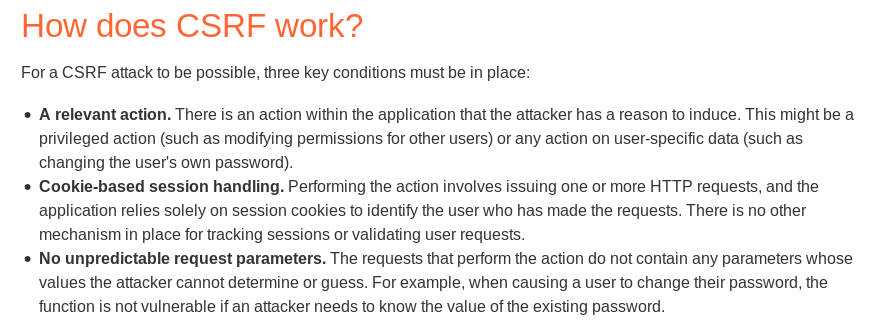 How does CSRF work?
For a CSRF attack to be possible, three key conditions must be in place:
• A relevant action. There is an action within the application that the attacker has a reason to induce. This might be a
privileged action (such as modifying permissions for other users) or any action on user-specific data (such as
changing the user's own password).
• Cookie-based session handling. Performing the action involves issuing one or more HTTP requests, and the
application relies solely on session cookies to identify the user who has made the requests. There is no other
mechanism in place for tracking sessions or validating user requests.
• No unpredictable request parameters. The requests that perform the action do not contain any parameters whose
values the attacker cannot determine or guess. For example, when causing a user to change their password, the
function is not vulnerable if an attacker needs to know the value of the existing password.